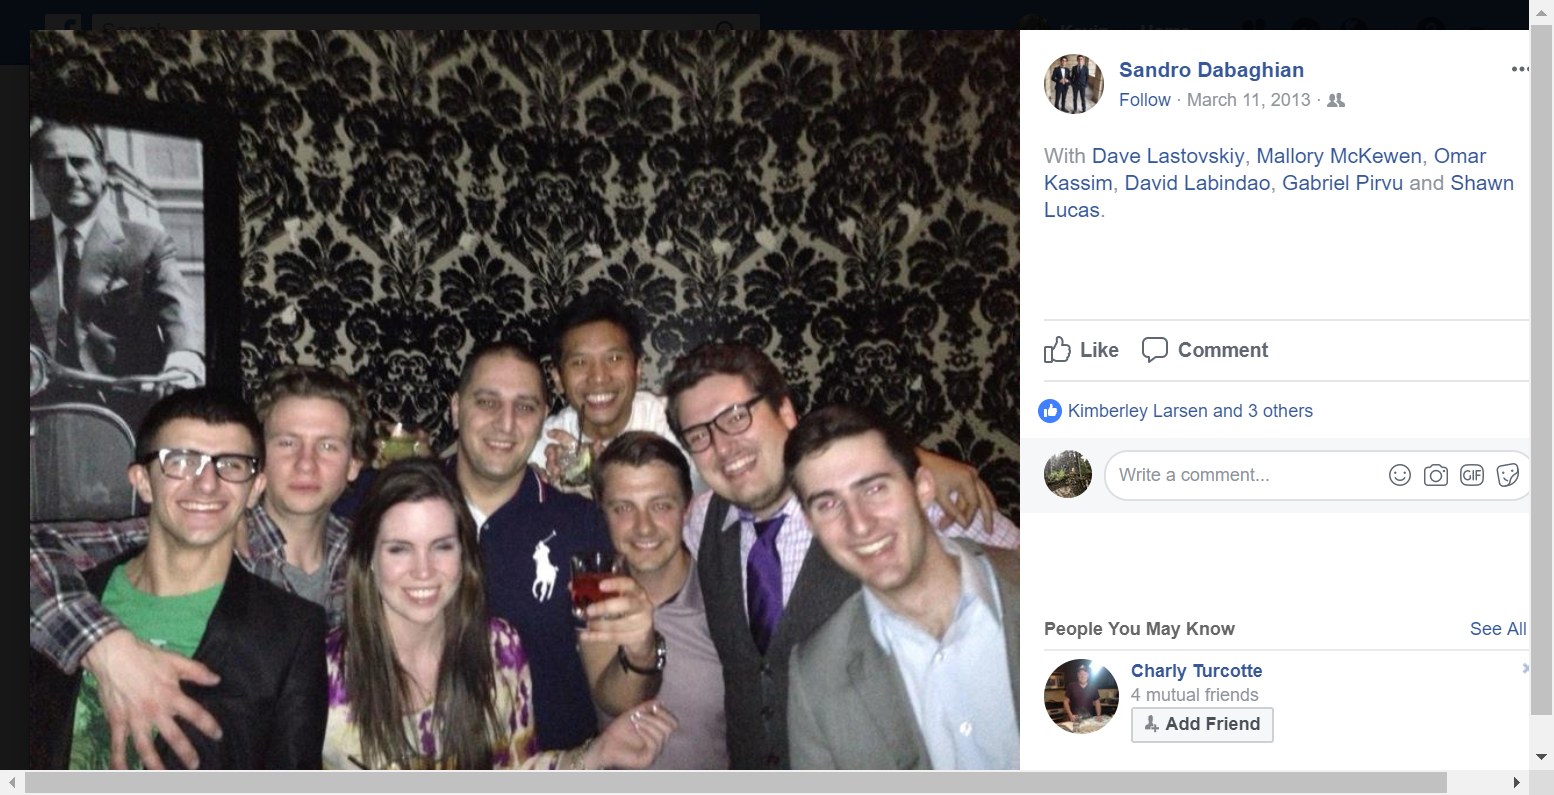 Search
Sandro Dabaghian
Follow · March 11, 2013 ·
With Dave Lastovskiy, Mallory McKewen, Omar
Kassim, David Labindao, Gabriel Pirvu and Shawn
Lucas.
Like Comment
Kimberley Larsen and 3 others
Write a comment...
GIF
People You May Know
See All
Charly Turcotte
4 mutual friends
Add Friend